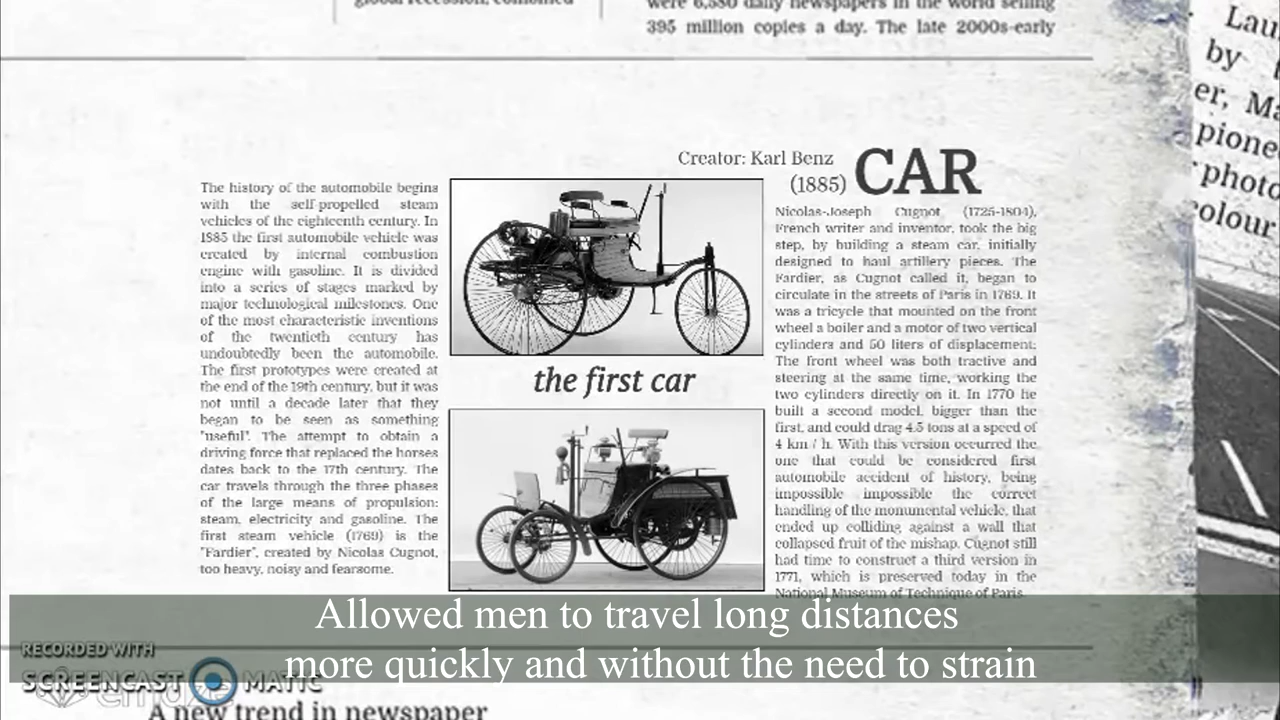 global recession, combined
were 6,580 daily newspapers in the world selling
395 million copies a day. The late 2000s-early
Creator: Karl Benz
(1885)
CAR
The history of the automobile begins
with the self-propelled steam
vehicles of the eighteenth century. In
1885 the first automobile vehicle was
created by internal combustion
engine with gasoline. It is divided
into a series of stages marked by
major technological milestones. One
of the most characteristic inventions
of the twentieth century has
undoubtedly been the automobile.
The first prototypes were created at
the end of the 19th century, but it was
not until a decade later that they
began to be seen as something
"useful". The attempt to obtain a
driving force that replaced the horses
dates back to the 17th century. The
car travels through the three phases
of the large means of propulsion:
steam, electricity and gasoline. The
first steam vehicle (1769) is the
"Fardier", created by Nicolas Cugnot,
too heavy, noisy and fearsome.
the first car
Nicolas-Joseph Cugnot (1725-1804),
French writer and inventor, took the big
step, by building a steam car, initially
designed to haul artillery pieces. The
Fardier, as Cugnot called it, began to
circulate in the streets of Paris in 1769. It
was a tricycle that mounted on the front
wheel a boiler and a motor of two vertical
cylinders and 50 liters of displacement;
The front wheel was both tractive and
steering at the same time, working the
two cylinders directly on it. In 1770 he
built a second model, bigger than the
first, and could drag 4.5 tons at a speed of
4 km / h. With this version occurred the
one that could be considered first
automobile accident of history, being
impossible impossible the correct
handling of the monumental vehicle, that
ended up colliding against a wall that
collapsed fruit of the mishap. Cugnot still
had time to construct a third version in
1771, which is preserved today in the
National Museum of Technique of Paris.
Lau
by
er, Ma
pione
photo
colour
Allowed men to travel long distances
more quickly and without the need to strain
RECORDED WITH
SCREENCAST MATIC
emaze
A new trend in newspaper